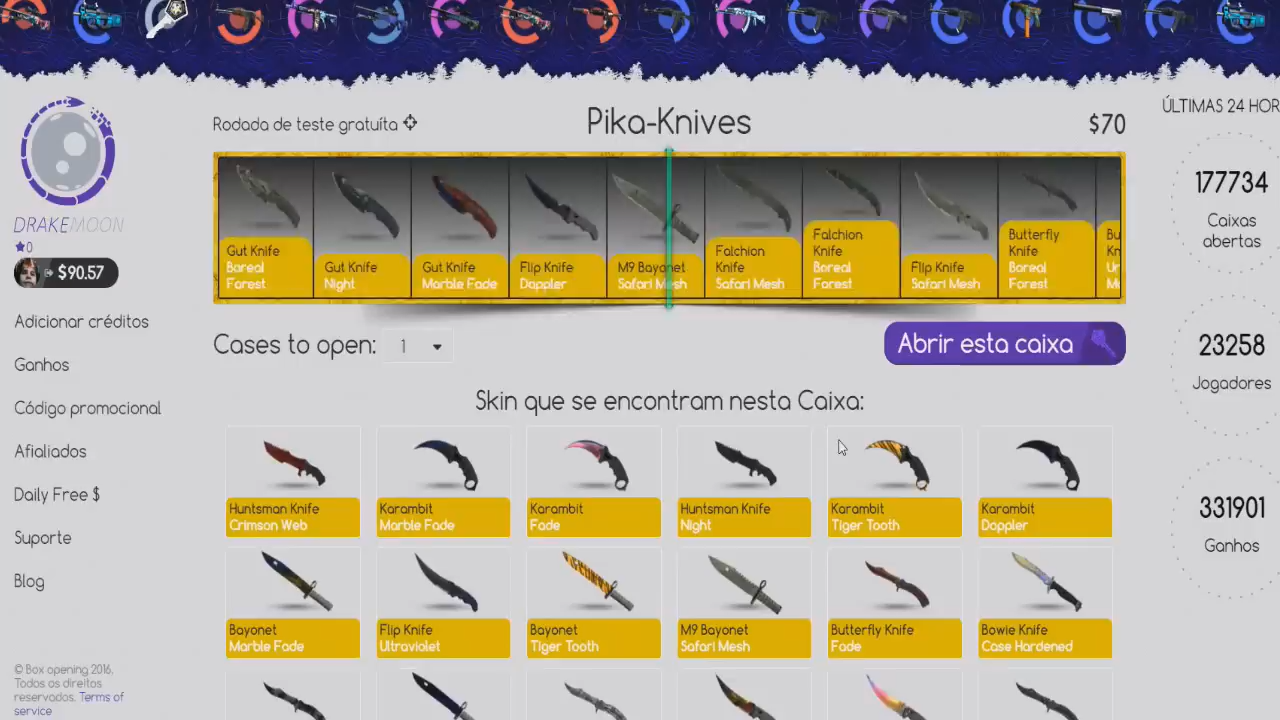 Rodada de teste gratuíta
Pika-Knives
$70
ÚLTIMAS 24 HOR
DRAKEMOON
0
$90.57
Gut Knife
Boreal
Forest
Gut Knife
Night
Gut Knife
Marble Fade
Flip Knife
Doppler
M9 Bayonet
Safari Mesh
Falchion
Knife
Safari Mesh
Falchion
Knife
Boreal
Forest
Flip Knife
Safari Mesh
Butterfly
Knife
Boreal
Forest
Bu
Kn
Ur
177734
Caixas
abertas
Cases to open: 1
Abrir esta caixa
23258
Jogadores
331901
Ganhos
Adicionar créditos
Ganhos
Código promocional
Afialiados
Daily Free $
Suporte
Blog
Skin que se encontram nesta Caixa:
Huntsman Knife
Crimson Web
Karambit
Marble Fade
Karambit
Fade
Huntsman Knife
Night
Karambit
Tiger Tooth
Karambit
Doppler
Bayonet
Marble Fade
Flip Knife
Ultraviolet
Bayonet
Tiger Tooth
M9 Bayonet
Safari Mesh
Butterfly Knife
Fade
Bowie Knife
Case Hardened
© Box opening 2016,
Todos os direitos
reservados. Terms of
service